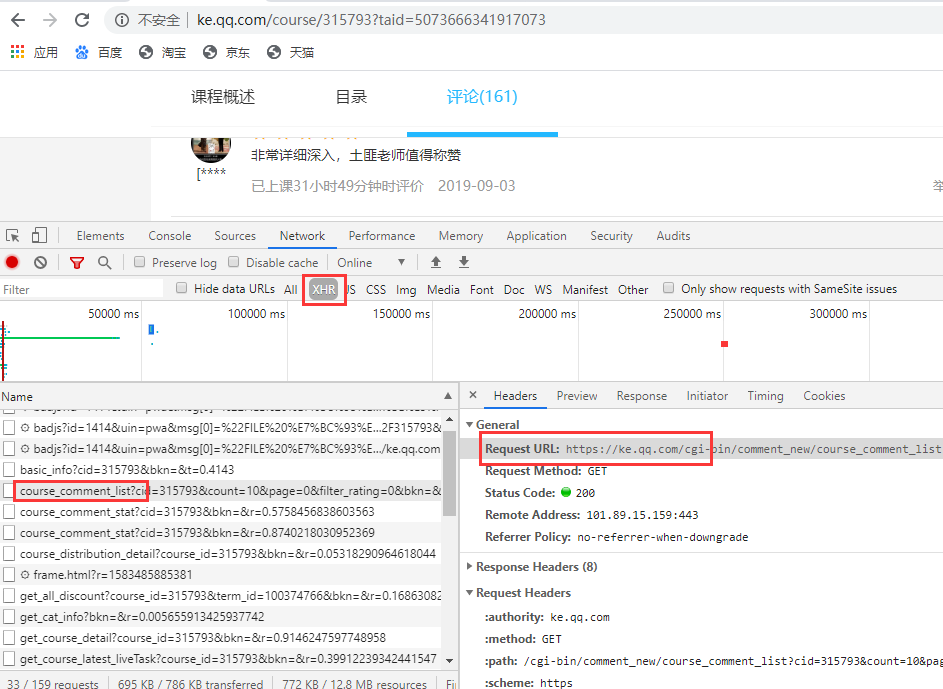 不安全 ke.qq.com/course/315793?taid=5073666341917073
应用 百度 淘宝 京东 天猫
课程概述 目录 评论(161)
非常详细深入，土匪老师值得称赞
[****
已上课31小时49分钟时评价 2019-09-03
Elements Console Sources Network Performance Memory Application Security Audits
Preserve log Disable cache Online
Filter Hide data URLs All XHR JS CSS Img Media Font Doc WS Manifest Other Only show requests with SameSite issues
50000 ms 100000 ms 150000 ms 200000 ms 250000 ms 300000 ms
Name
badjs?id=1414&uin=pwa&msg[0]=%22FILE%20%E7%BC%93%E...2F315793&
badjs?id=1414&uin=pwa&msg[0]=%22FILE%20%E7%BC%93%E.../ke.qq.com
basic_info?cid=315793&bkn=&t=0.4143
course_comment_list?cid=315793&count=10&page=0&filter_rating=0&bkn=&
course_comment_stat?cid=315793&bkn=&r=0.5758456838603563
course_comment_stat?cid=315793&bkn=&r=0.8740218030952369
course_distribution_detail?course_id=315793&bkn=&r=0.05318290964618044
frame.html?r=1583485885381
get_all_discount?course_id=315793&term_id=100374766&bkn=&r=0.16863082
get_cat_info?bkn=&r=0.005655913425937742
get_course_detail?course_id=315793&bkn=&r=0.9146247597748958
get_course_latest_liveTask?course_id=315793&bkn=&r=0.39912239342441547
33 / 159 requests 695 KB / 786 KB transferred 772 KB / 12.8 MB resources
Headers Preview Response Initiator Timing Cookies
General
Request URL: https://ke.qq.com/cgi-bin/comment_new/course_comment_list
Request Method: GET
Status Code: 200
Remote Address: 101.89.15.159:443
Referrer Policy: no-referrer-when-downgrade
Response Headers (8)
Request Headers
:authority: ke.qq.com
:method: GET
:path: /cgi-bin/comment_new/course_comment_list?cid=315793&count=10&pag
:scheme: https